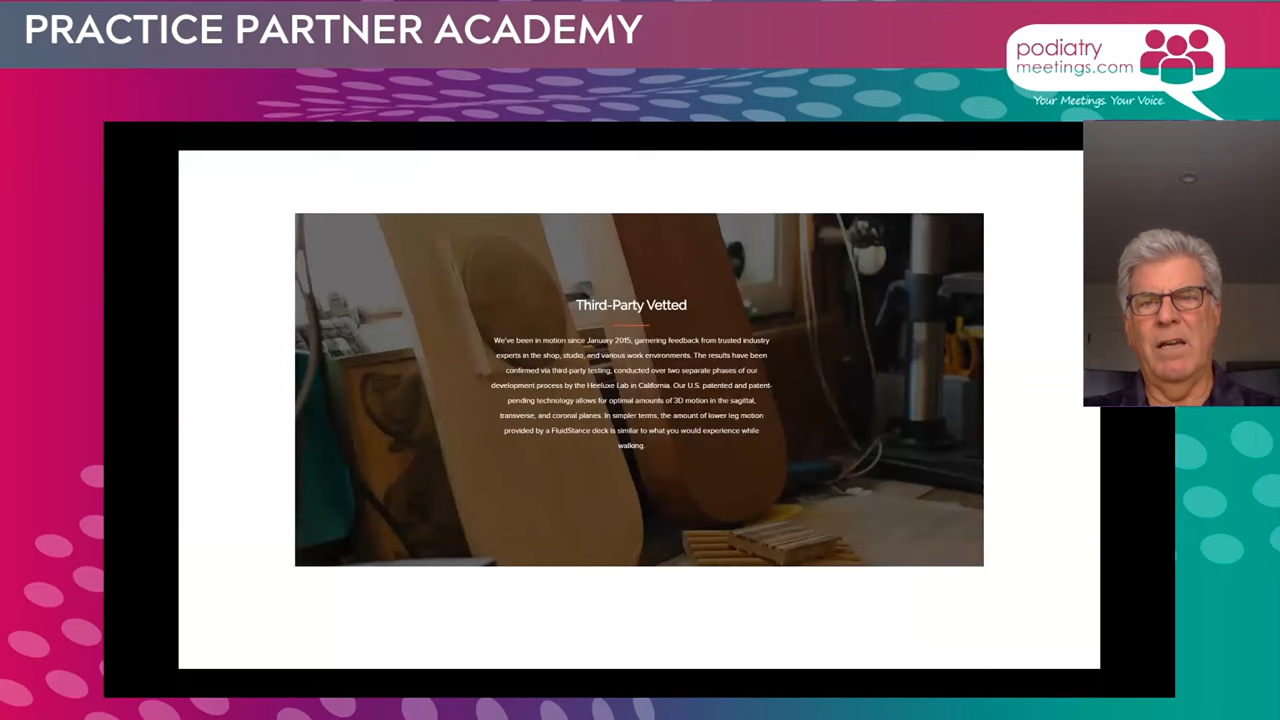 PRACTICE PARTNER ACADEMY
podiatry
meetings.com
Your Meetings. Your Voice.
Third-Party Vetted
We've been in motion since January 2015, garnering feedback from trusted industry
experts in the shop, studio, and various work environments. The results have been
confirmed via third-party testing, conducted over two separate phases of our
development process by the Heeluxe Lab in California. Our U.S. patented and patent-
pending technology allows for optimal amounts of 3D motion in the sagittal,
transverse, and coronal planes. In simpler terms, the amount of lower leg motion
provided by a FluidStance deck is similar to what you would experience while
walking.